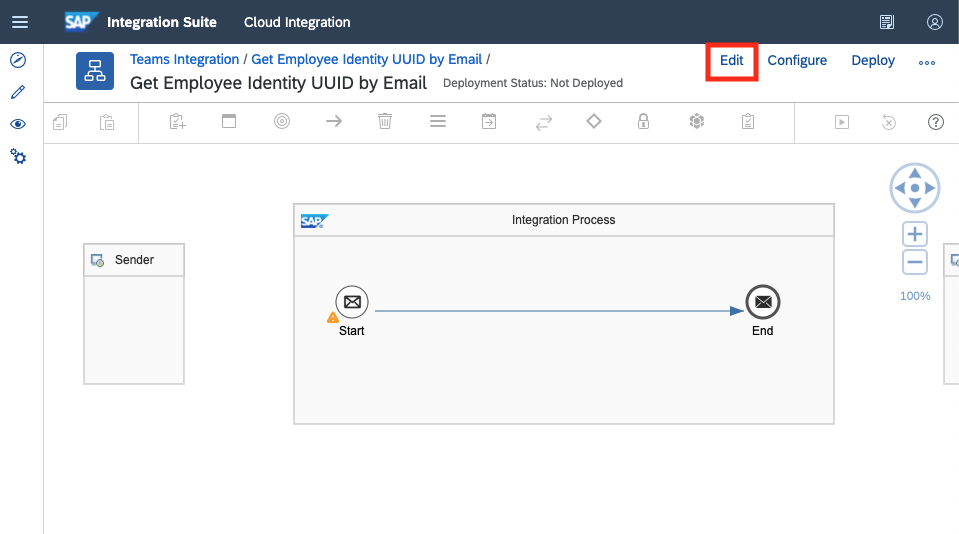 SAP Integration Suite Cloud Integration
Teams Integration / Get Employee Identity UUID by Email /
Get Employee Identity UUID by Email Deployment Status: Not Deployed
Edit Configure Deploy
SAP Integration Process
Sender
Start
End
100%